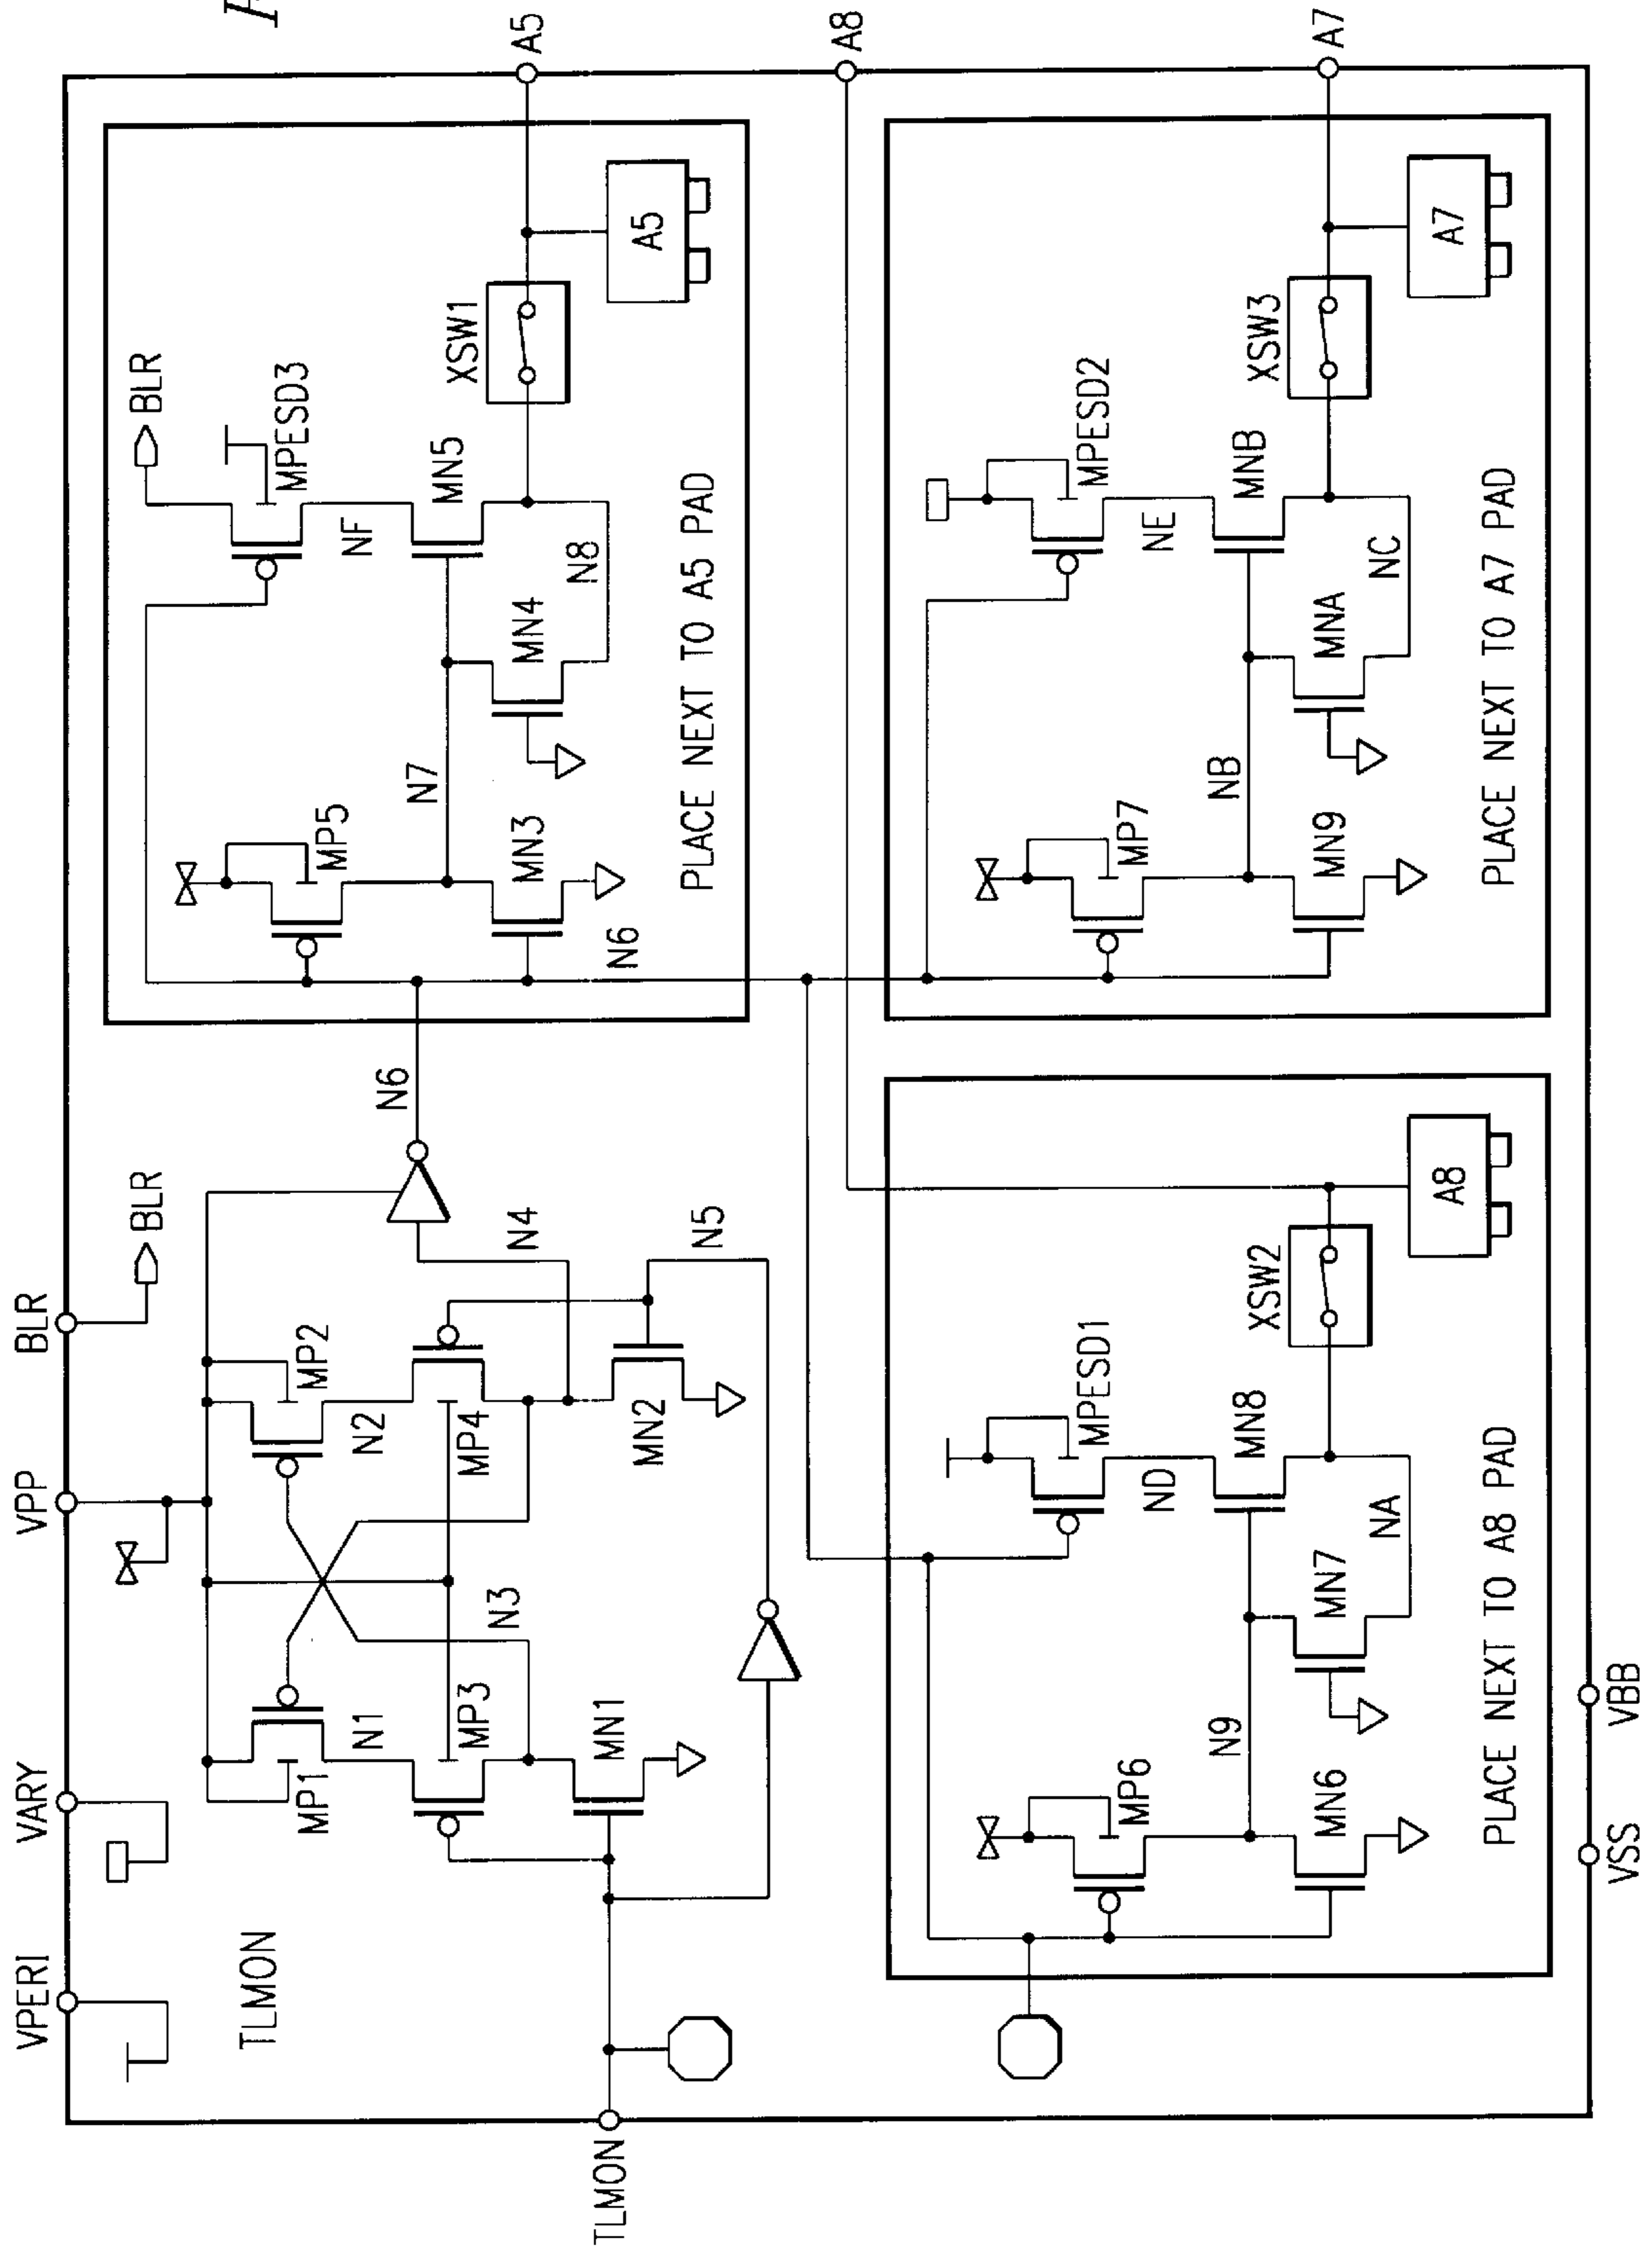 VPERI
VARY
VPP
BLR
TLMON
BLR
MP1
N1
MP2
N2
MP3
N3
MP4
N4
MN1
MN2
N5
N6
TLMON
BLR
MPESD3
MP5
NF
N7
MN5
XSW1
A5
MN3
MN4
N8
A5
N6
PLACE NEXT TO A5 PAD
A8
MPESD1
MP6
ND
N9
MN8
XSW2
MN6
MN7
NA
A8
PLACE NEXT TO A8 PAD
MPESD2
MP7
NE
NB
MNB
XSW3
A7
MN9
MNA
NC
A7
PLACE NEXT TO A7 PAD
VSS
VBB